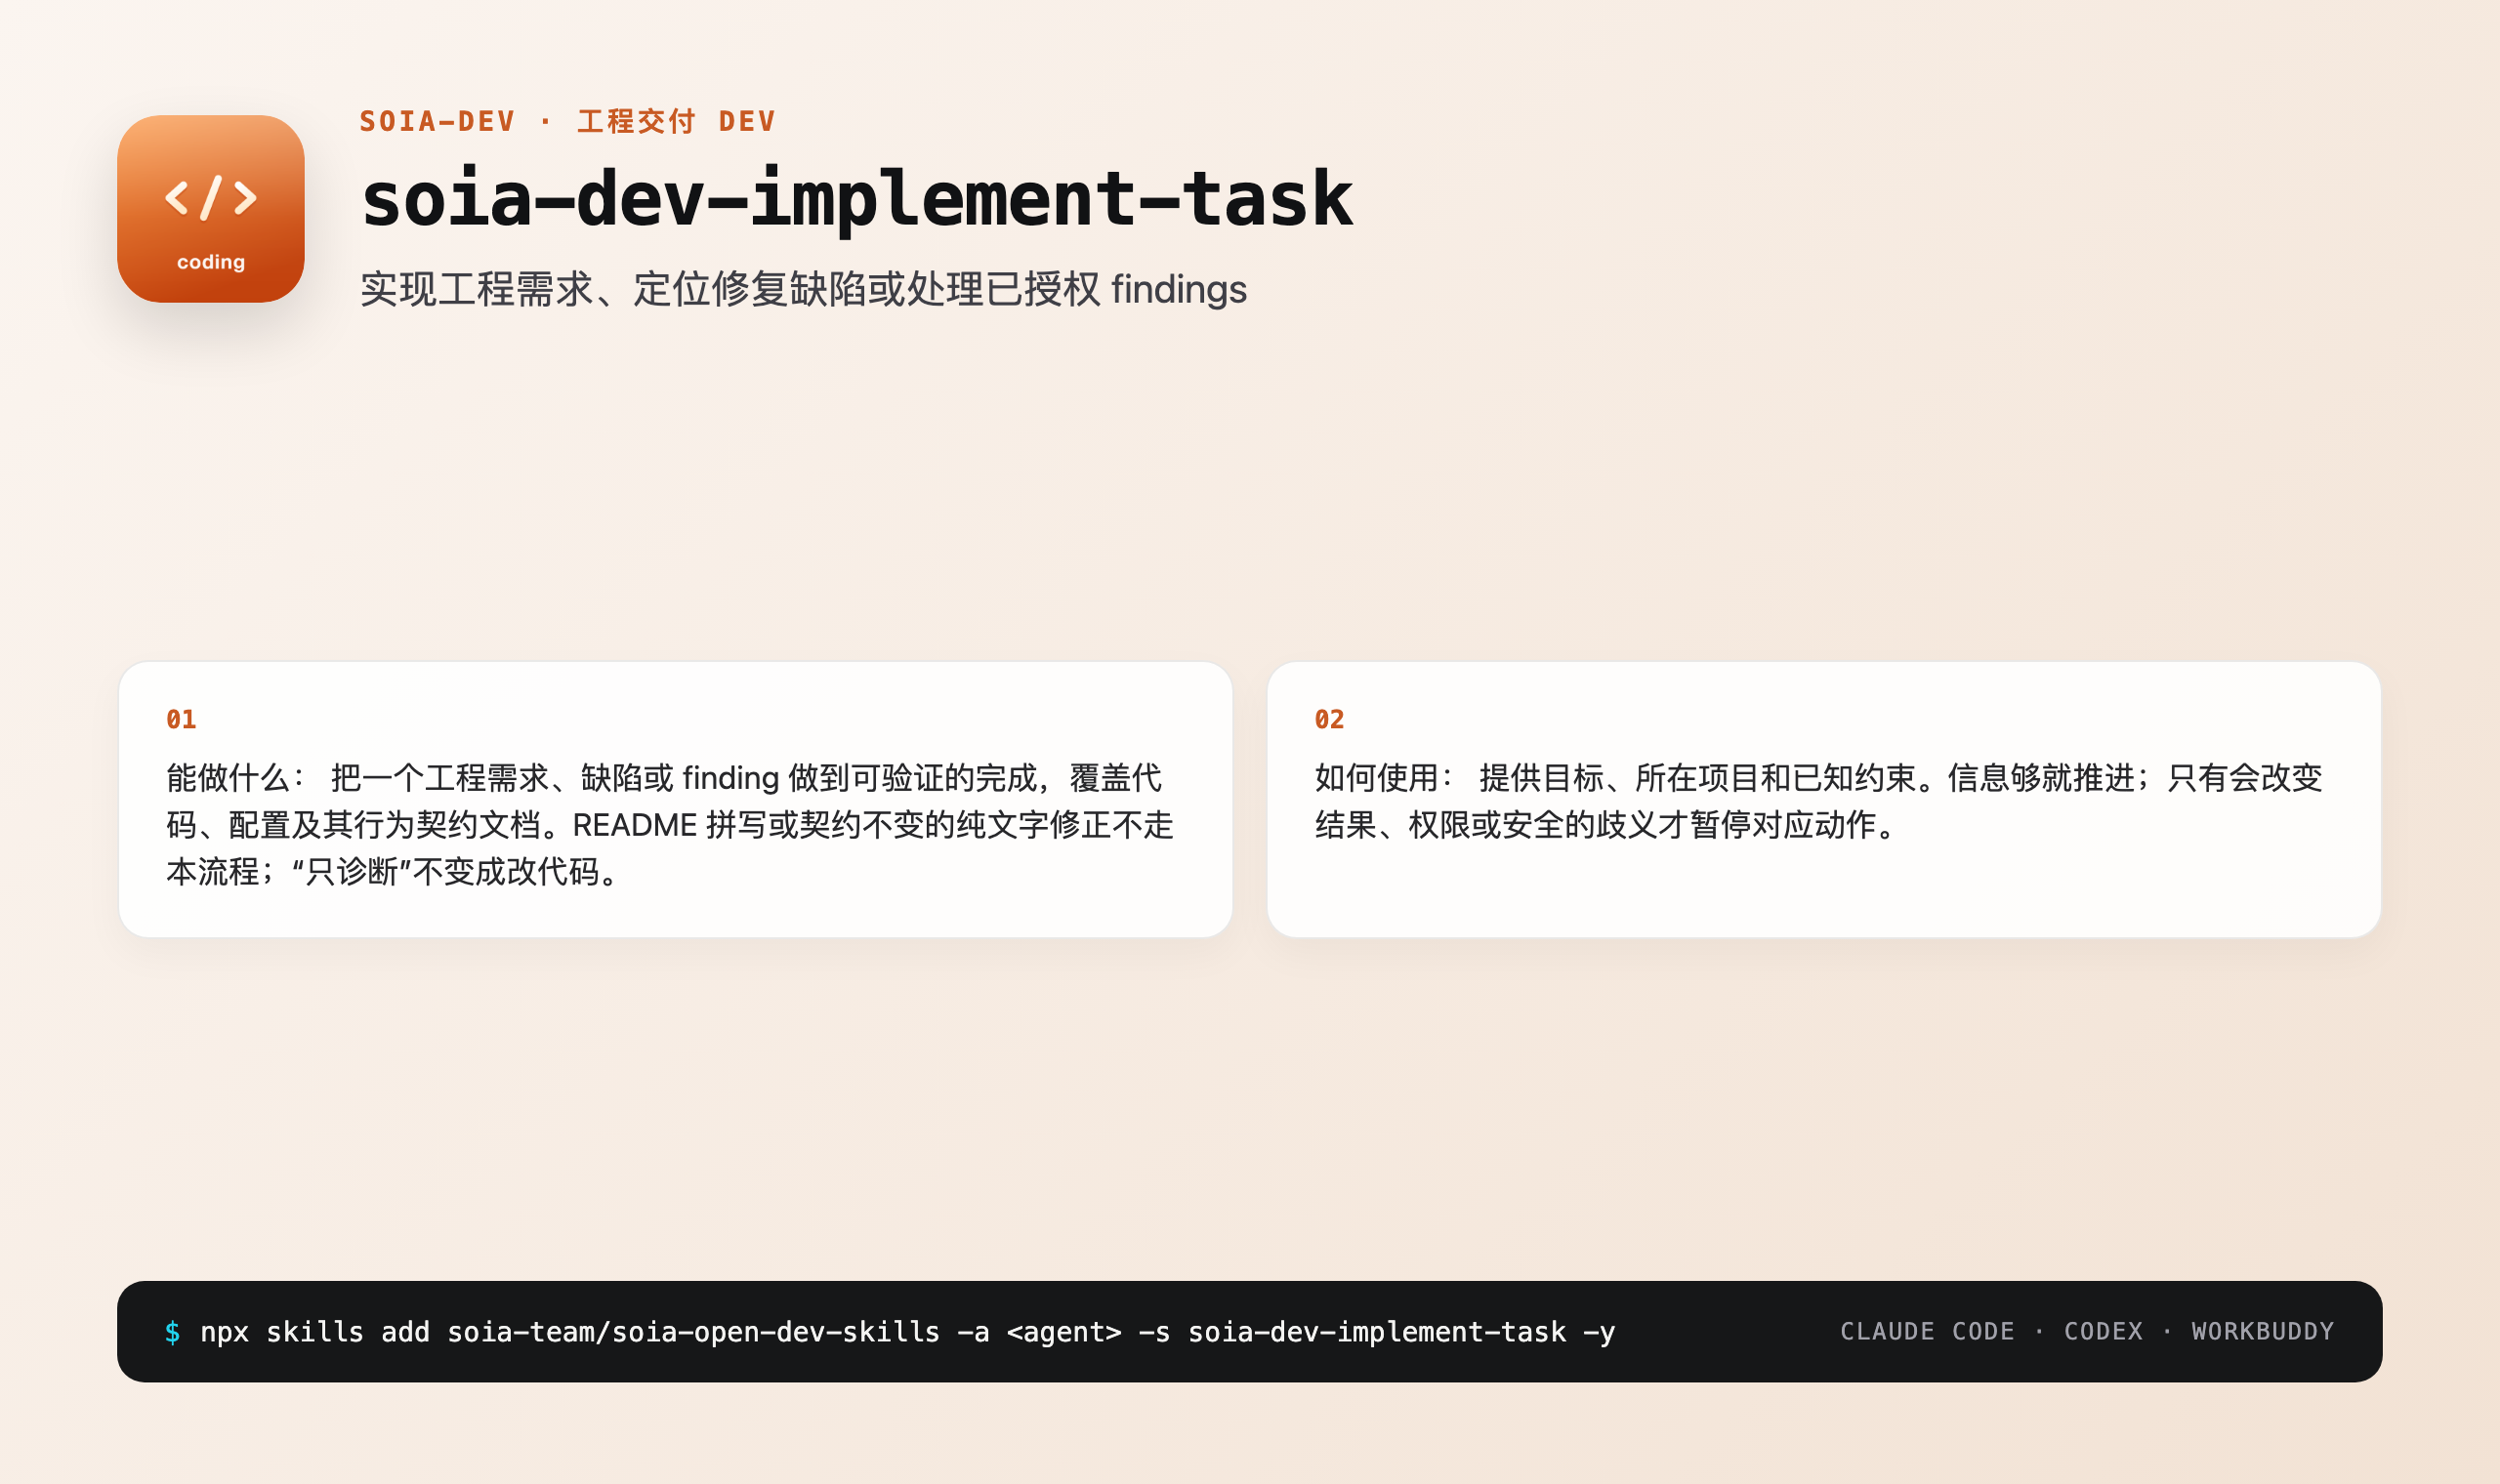 SOIA-DEV · 工程交付 DEV
soia-dev-implement-task
实现工程需求、定位修复缺陷或处理已授权 findings
</>
coding
01
能做什么： 把一个工程需求、缺陷或 finding 做到可验证的完成，覆盖代
码、配置及其行为契约文档。README 拼写或契约不变的纯文字修正不走
本流程；“只诊断”不变成改代码。
02
如何使用： 提供目标、所在项目和已知约束。信息够就推进；只有会改变
结果、权限或安全的歧义才暂停对应动作。
$ npx skills add soia-team/soia-open-dev-skills -a <agent> -s soia-dev-implement-task -y
CLAUDE CODE · CODEX · WORKBUDDY